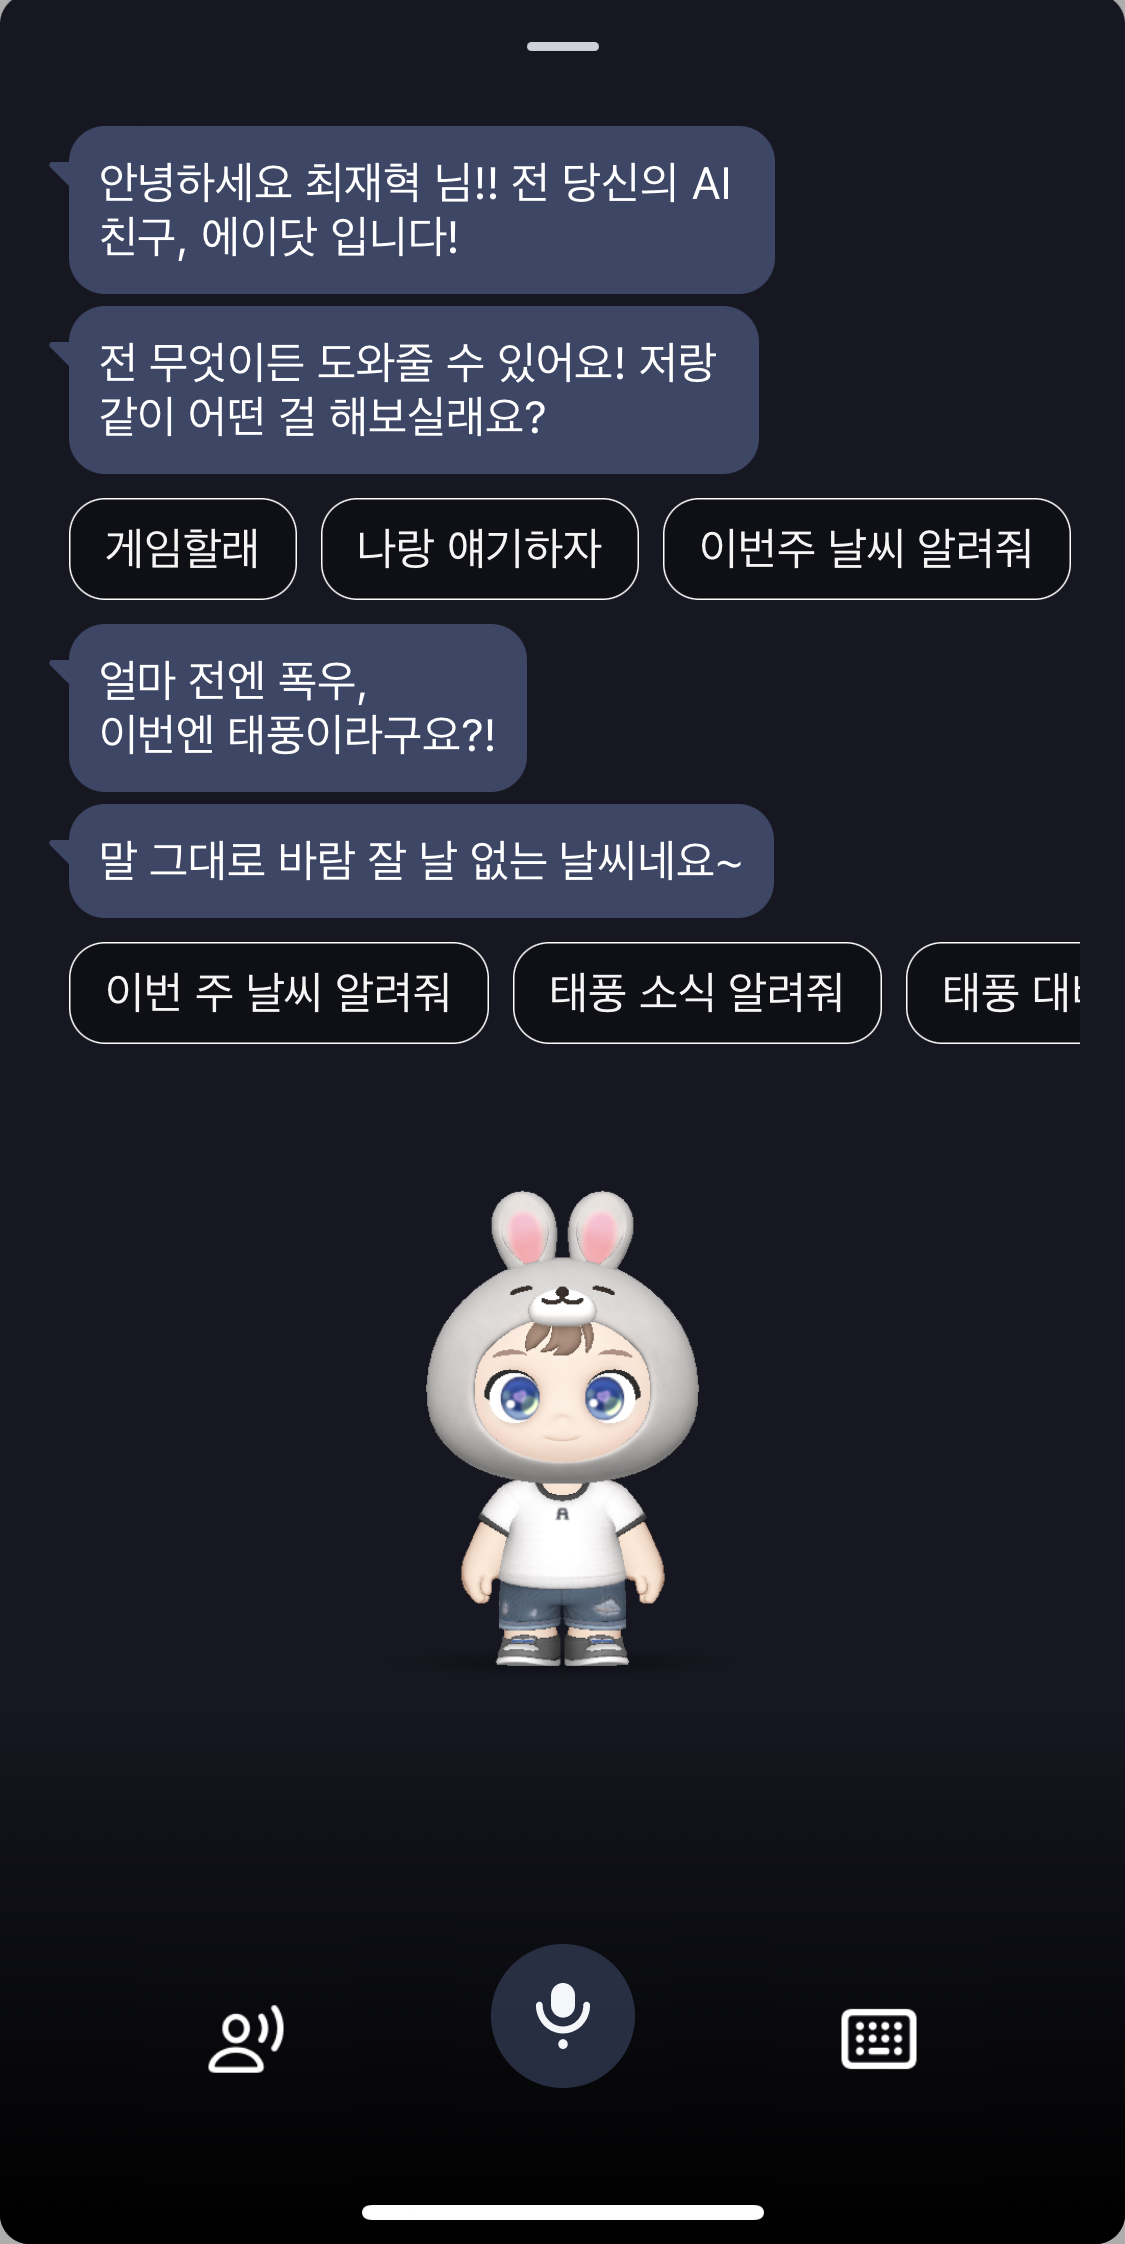 안녕하세요 최재혁 님!! 전 당신의 AI
친구, 에이닷 입니다!
전 무엇이든 도와줄 수 있어요! 저랑
같이 어떤 걸 해보실래요?
게임할래 나랑 얘기하자 이번주 날씨 알려줘
얼마 전엔 폭우,
이번엔 태풍이라구요?!
말 그대로 바람 잘 날 없는 날씨네요~
이번 주 날씨 알려줘 태풍 소식 알려줘 태풍
A